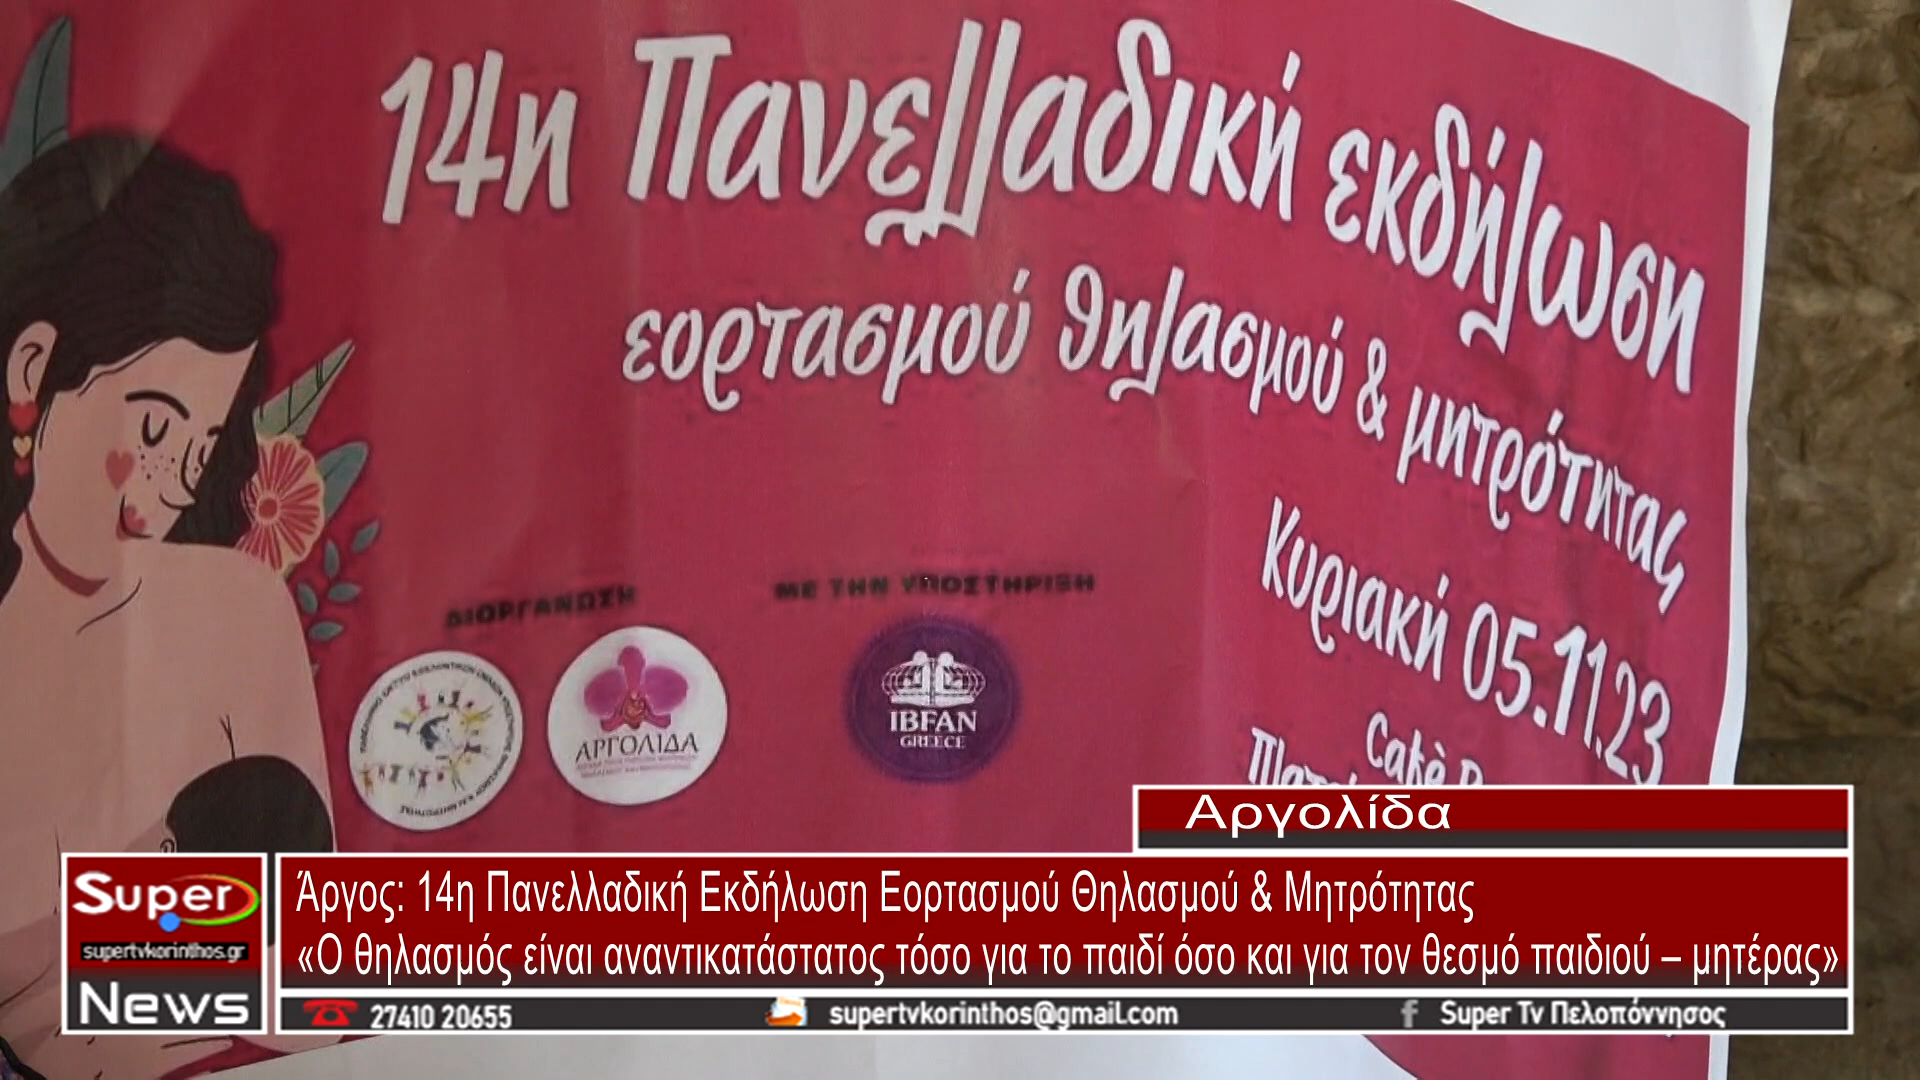 14η Πανελλαδική εκδήλωση
εορτασμού θηλασμού & μητρότητας
Κυριακή 05.11.23
Cafè
ΔΙΟΡΓΑΝΩΣΗ
ΜΕ ΤΗΝ ΥΠΟΣΤΗΡΙΞΗ
ΑΡΓΟΛΙΔΑ
IBFAN
GREECE
Αργολίδα
Άργος: 14η Πανελλαδική Εκδήλωση Εορτασμού Θηλασμού & Μητρότητας
«Ο θηλασμός είναι αναντικατάστατος τόσο για το παιδί όσο και για τον θεσμό παιδιού – μητέρας»
Super
supertvkorinthos.gr
News
27410 20655
supertvkorinthos@gmail.com
Super Tv Πελοπόννησος